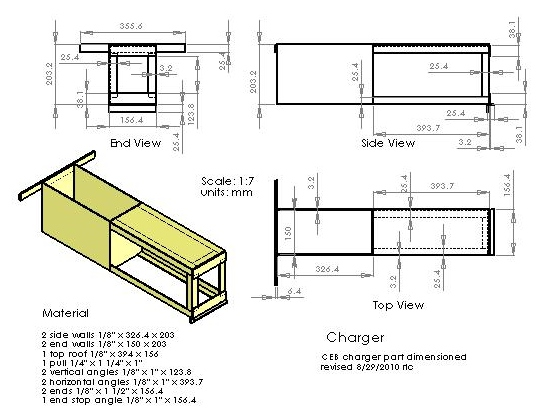 355.6
203.2
25.4
3.2
25.4
38.1
123.8
156.4
25.4
End View
38.1
203.2
25.4
25.4
393.7
3.2
38.1
Side View
Scale: 1:7
units: mm
3.2
25.4
393.7
156.4
150
326.4
3.2
25.4
6.4
Top View
Material
2 side walls 1/8" x 326.4 x 203
2 end walls 1/8" x 150 x 203
1 top roof 1/8" x 394 x 156
1 pull 1/4" x 1 1/4" x 1"
2 vertical angles 1/8" x 1" x 123.8
2 horizontal angles 1/8" x 1" x 393.7
2 ends 1/8" x 1 1/2" x 156.4
1 end stop angle 1/8" x 1" x 156.4
Charger
CEB charger part dimensioned
revised 8/29/2010 rlc